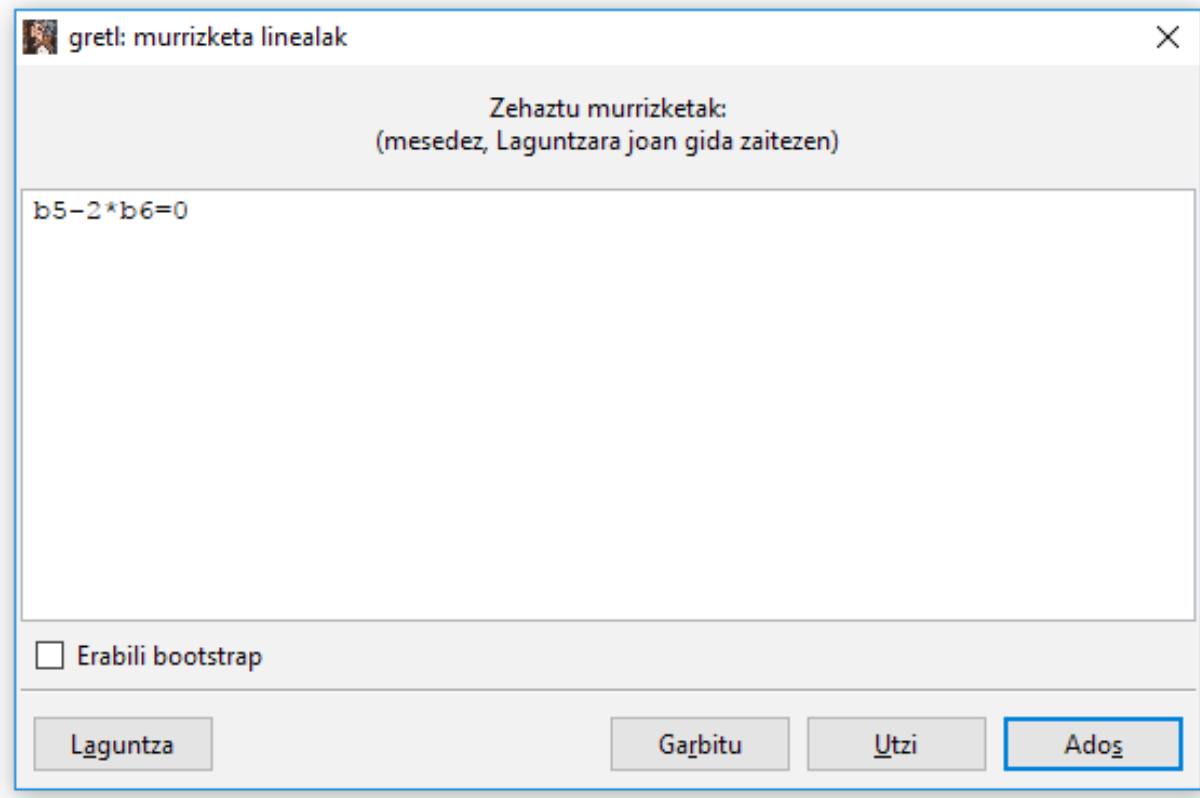 gretl: murrizketa linealak
Zehaztu murrizketak:
(mesedez, Laguntzara joan gida zaitezen)
b5-2*b6=0
Erabili bootstrap
Laguntza Garbitu Utzi Ados